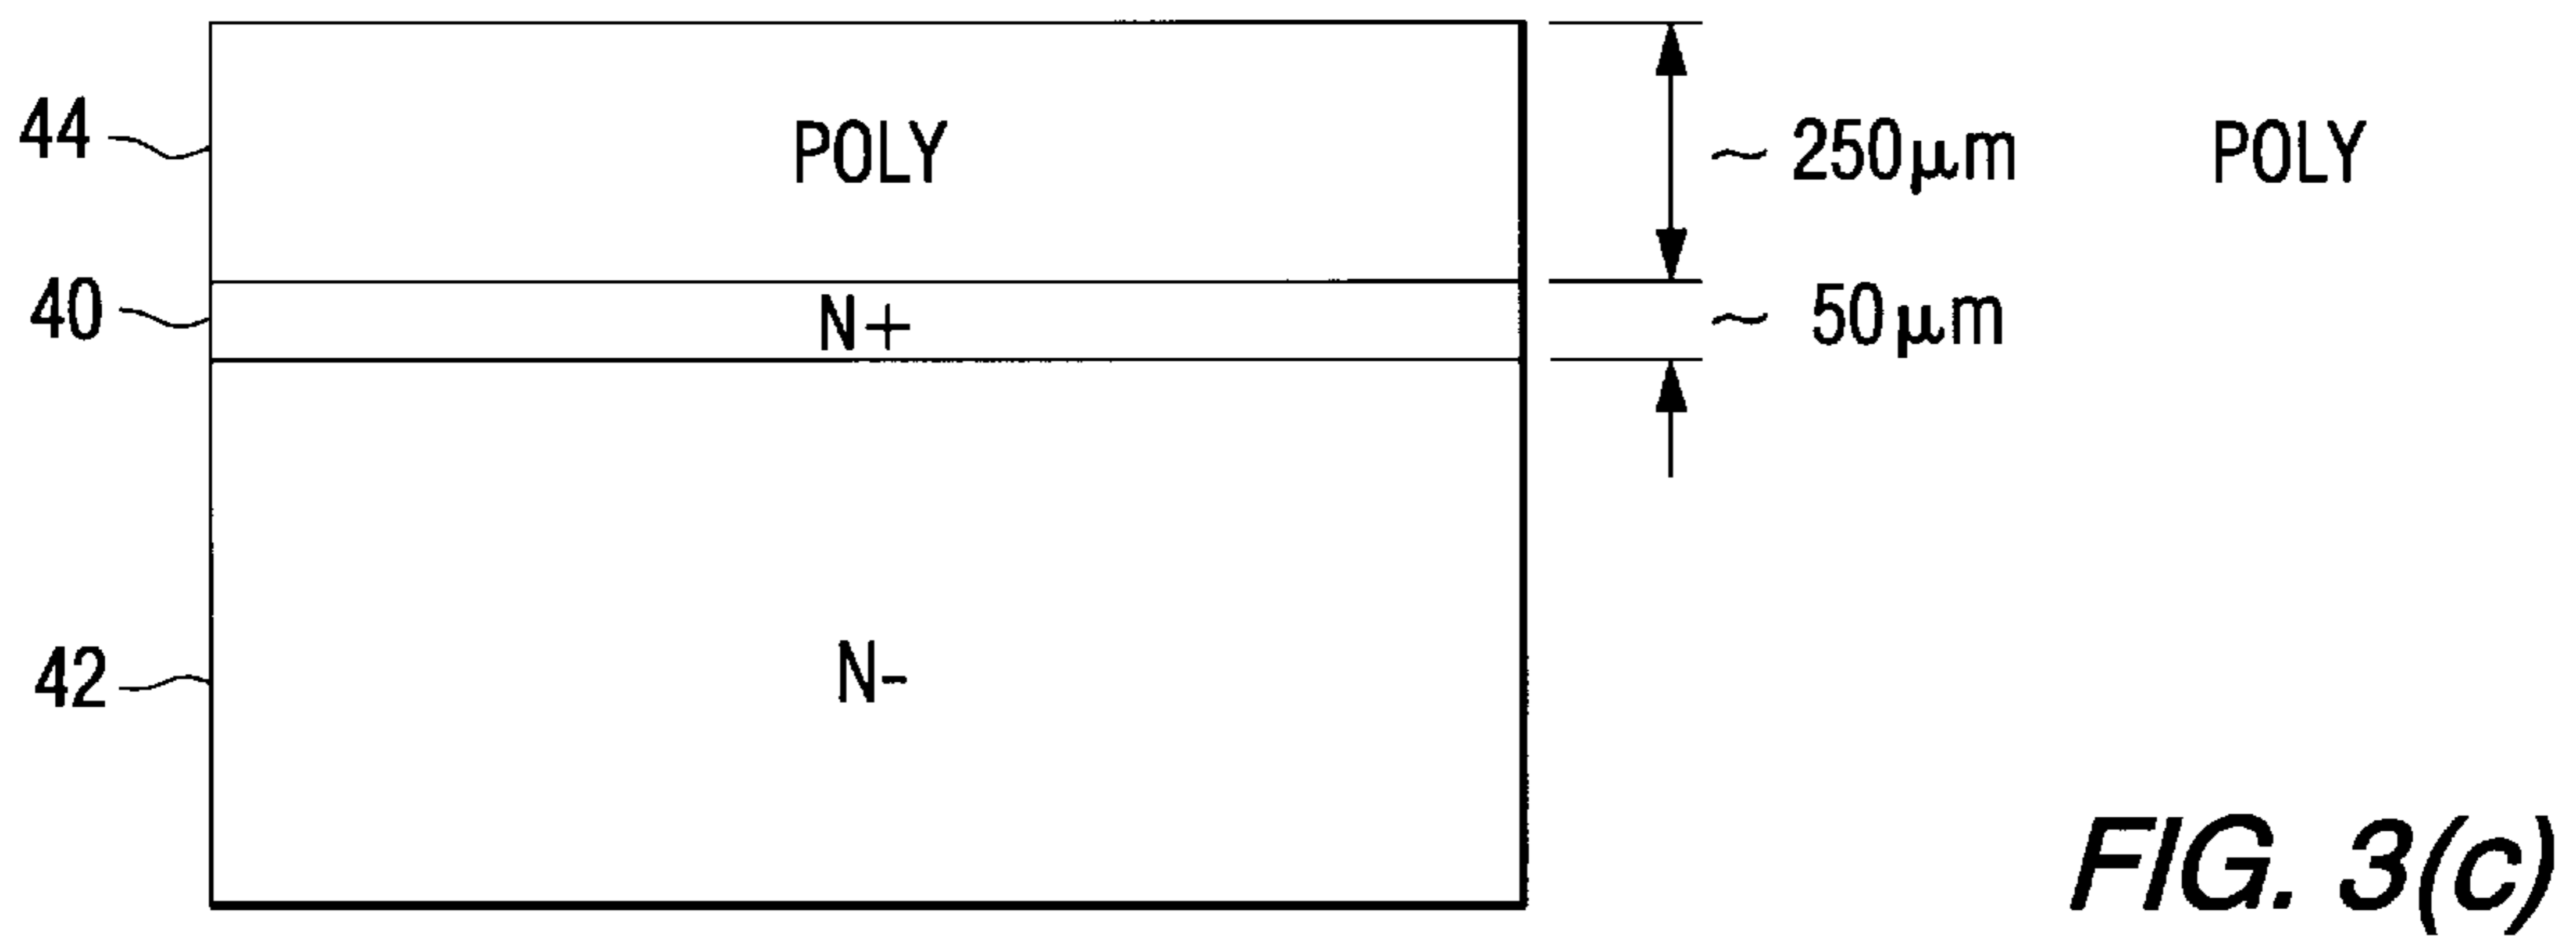 44 POLY ~ 250μm POLY
40 N+ ~ 50μm
42 N-
FIG. 3(c)